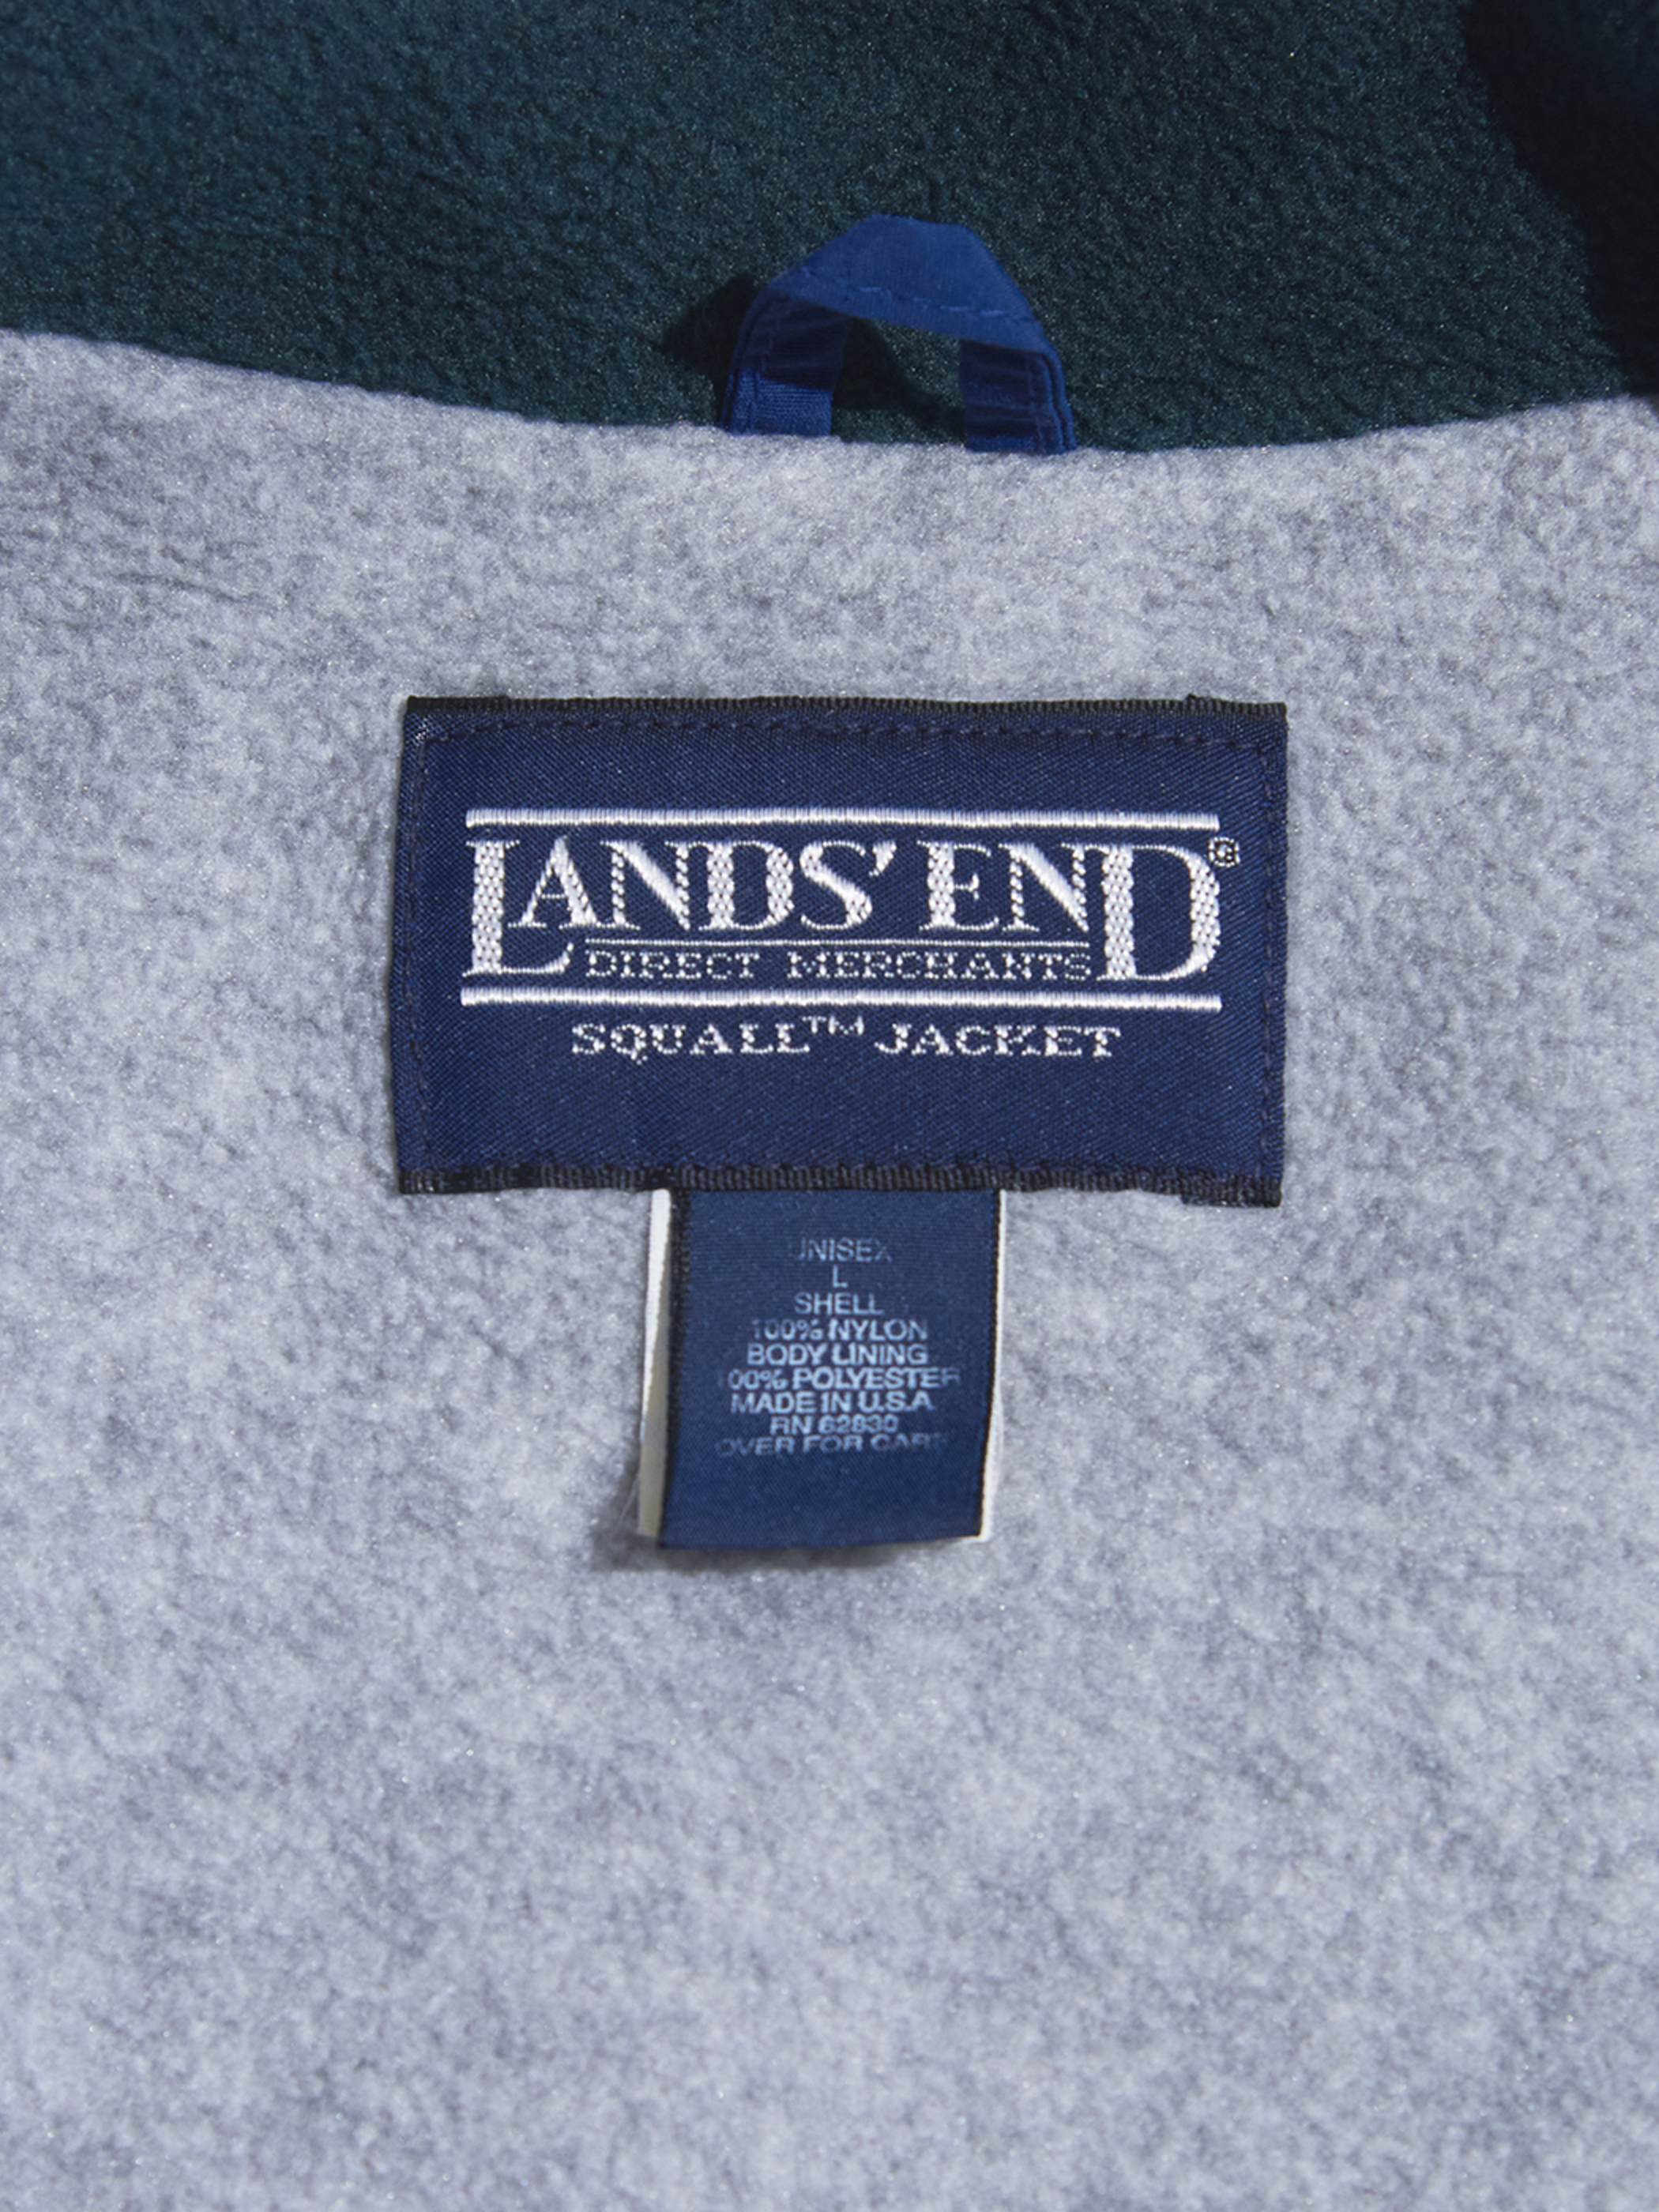 LANDS' END®
DIRECT MERCHANTS
SQUALL™ JACKET
UNISEX
L
SHELL
100% NYLON
BODY LINING
100% POLYESTER
MADE IN U.S.A.
RN 62830
OVER FOR CARE